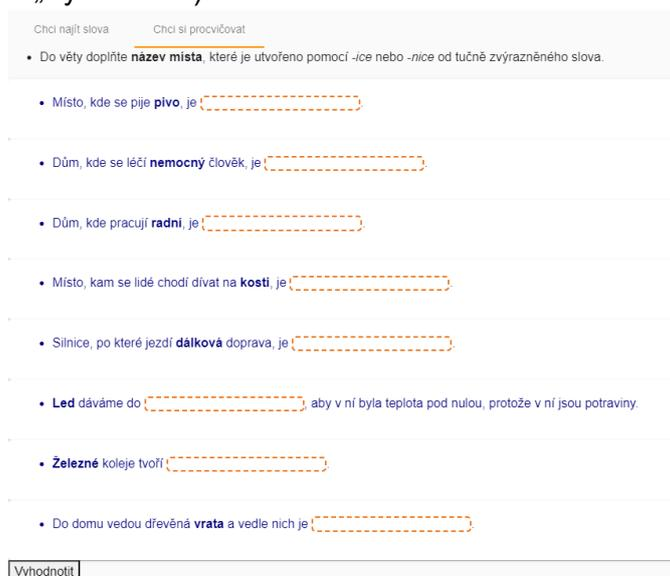 Chci najít slova Chci si procvičovat
• Do věty doplňte název místa, které je utvořeno pomocí -ice nebo -nice od tučně zvýrazněného slova.
• Místo, kde se pije pivo, je .
• Dům, kde se léčí nemocný člověk, je .
• Dům, kde pracují radní, je .
• Místo, kam se lidé chodí dívat na kosti, je .
• Silnice, po které jezdí dálková doprava, je .
• Led dáváme do , aby v ní byla teplota pod nulou, protože v ní jsou potraviny.
• Železné koleje tvoří .
• Do domu vedou dřevěná vrata a vedle nich je .
Vyhodnotit